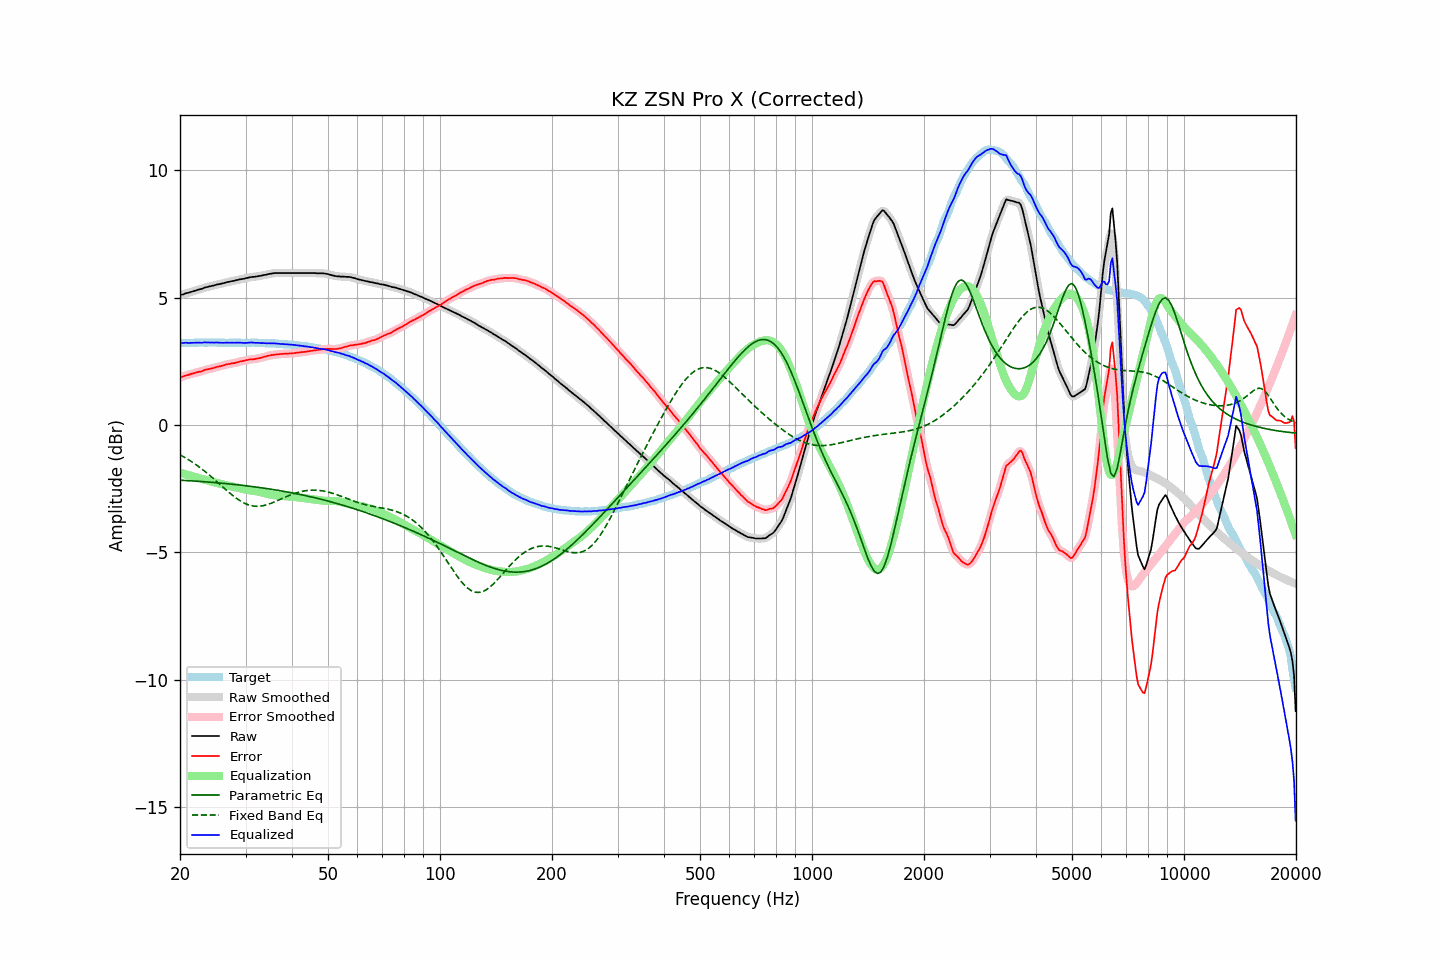 KZ ZSN Pro X (Corrected)
Amplitude (dBr)
10
5
0
−5
−10
−15
Target
Raw Smoothed
Error Smoothed
Raw
Error
Equalization
Parametric Eq
Fixed Band Eq
Equalized
20 50 100 200 500 1000 2000 5000 10000 20000
Frequency (Hz)